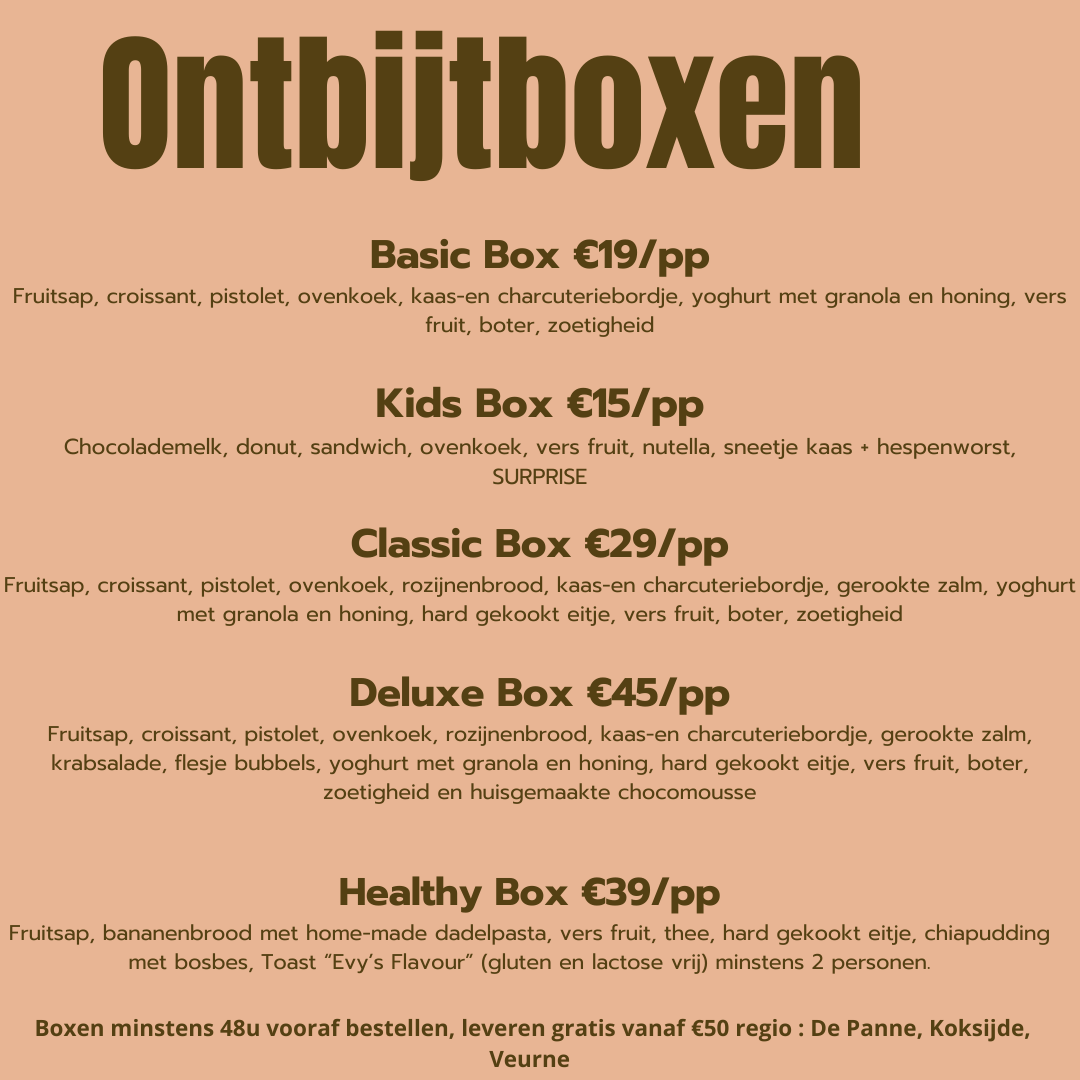 Ontbijtboxen
Basic Box €19/pp
Fruitsap, croissant, pistolet, ovenkoek, kaas-en charcuteriebordje, yoghurt met granola en honing, vers
fruit, boter, zoetigheid
Kids Box €15/pp
Chocolademelk, donut, sandwich, ovenkoek, vers fruit, nutella, sneetje kaas + hespenworst,
SURPRISE
Classic Box €29/pp
Fruitsap, croissant, pistolet, ovenkoek, rozijnenbrood, kaas-en charcuteriebordje, gerookte zalm, yoghurt
met granola en honing, hard gekookt eitje, vers fruit, boter, zoetigheid
Deluxe Box €45/pp
Fruitsap, croissant, pistolet, ovenkoek, rozijnenbrood, kaas-en charcuteriebordje, gerookte zalm,
krabsalade, flesje bubbels, yoghurt met granola en honing, hard gekookt eitje, vers fruit, boter,
zoetigheid en huisgemaakte chocomousse
Healthy Box €39/pp
Fruitsap, bananenbrood met home-made dadelpasta, vers fruit, thee, hard gekookt eitje, chiapudding
met bosbes, Toast “Evy’s Flavour” (gluten en lactose vrij) minstens 2 personen.
Boxen minstens 48u vooraf bestellen, leveren gratis vanaf €50 regio : De Panne, Koksijde,
Veurne